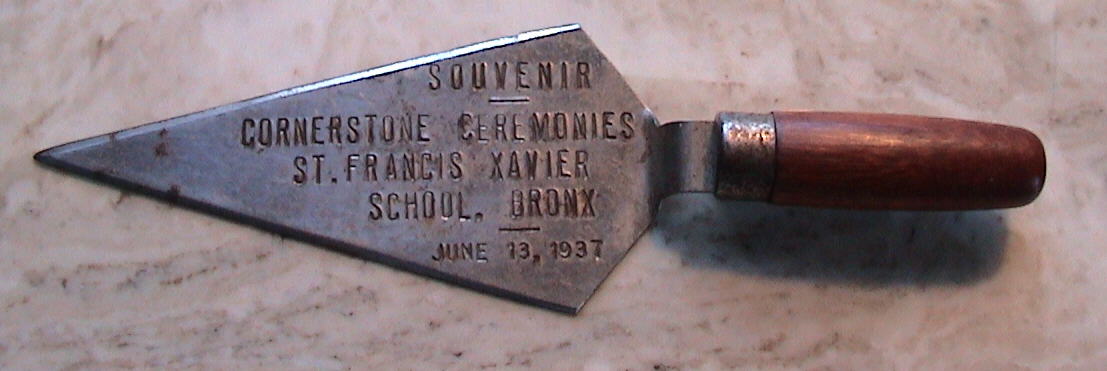 SOUVENIR
CORNERSTONE CEREMONIES
ST. FRANCIS XAVIER
SCHOOL. BRONX
JUNE 13, 1937